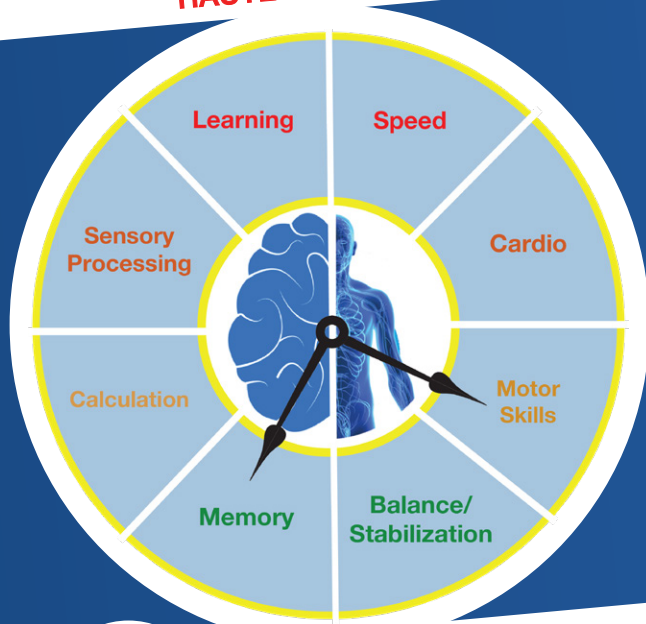 Learning
Speed
Sensory
Processing
Cardio
Calculation
Motor
Skills
Memory
Balance/
Stabilization